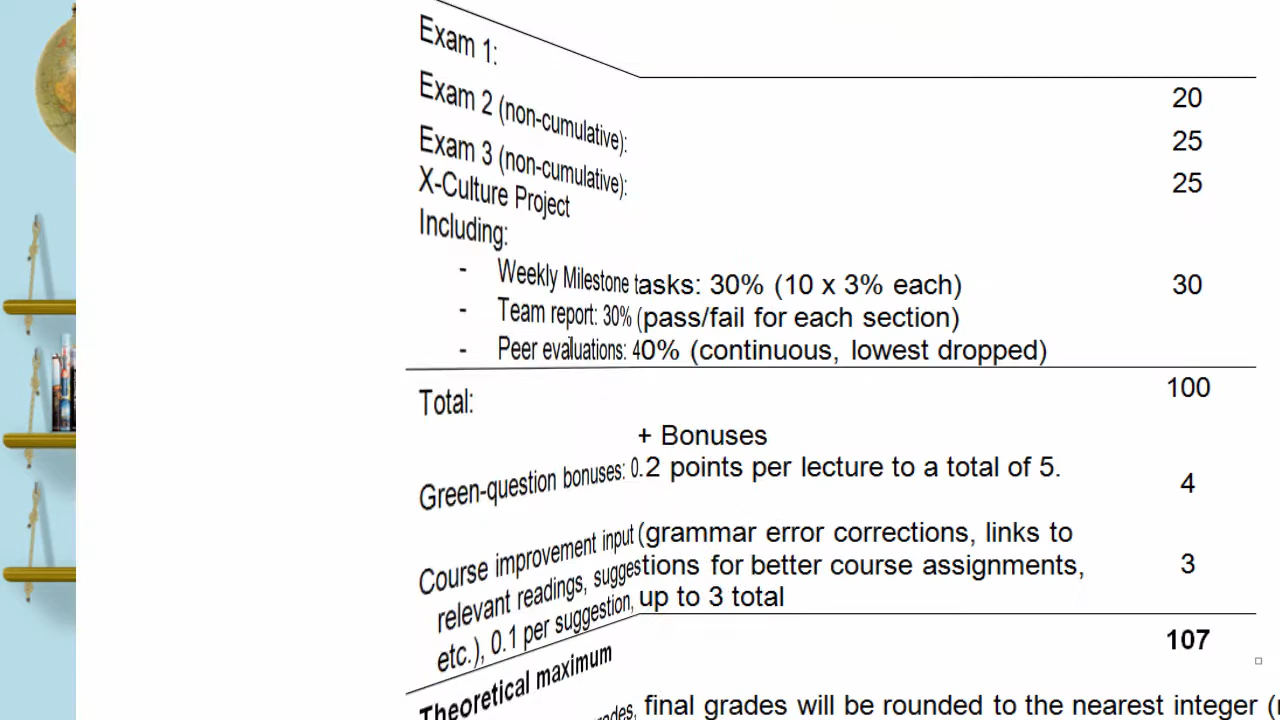 Exam 1:
20
Exam 2 (non-cumulative):
25
Exam 3 (non-cumulative):
25
X-Culture Project
Including:
- Weekly Milestone tasks: 30% (10 x 3% each)
30
- Team report: 30% (pass/fail for each section)
- Peer evaluations: 40% (continuous, lowest dropped)
Total:
100
+ Bonuses
Green-question bonuses: 0.2 points per lecture to a total of 5.
4
Course improvement input (grammar error corrections, links to
relevant readings, suggestions for better course assignments,
3
etc.), 0.1 per suggestion, up to 3 total
Theoretical maximum
107
final grades will be rounded to the nearest integer